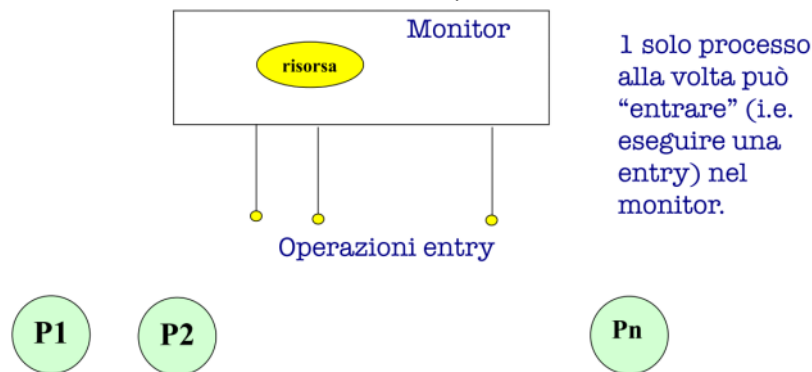 Monitor
risorsa
1 solo processo
alla volta può
“entrare” (i.e.
eseguire una
entry) nel
monitor.
Operazioni entry
P1
P2
Pn